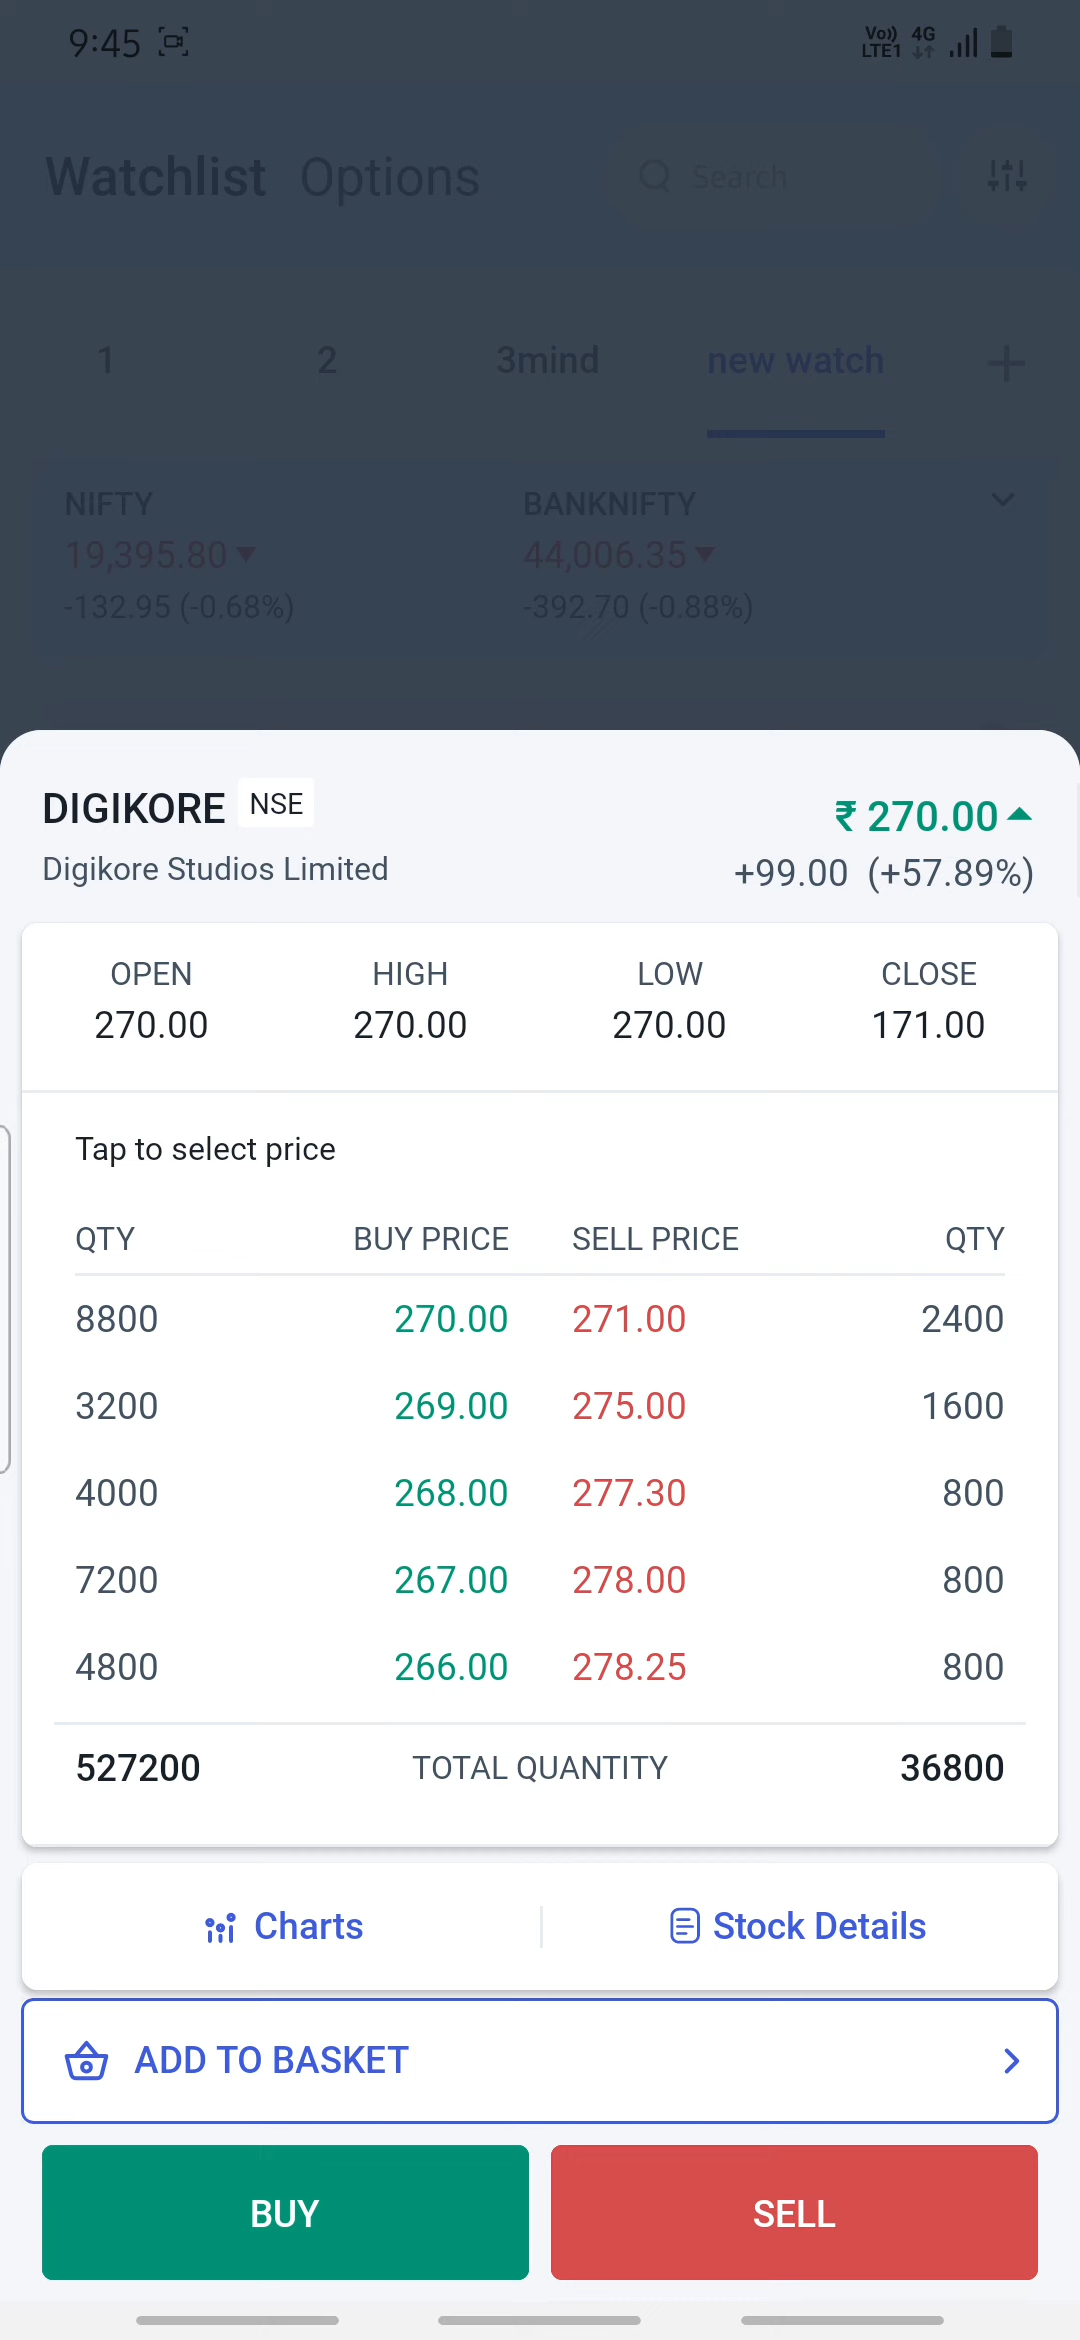 9:45
Vo)) 4G
LTE1
Watchlist Options Search
1 2 3mind new watch +
NIFTY BANKNIFTY
19,395.80 44,006.35
-132.95 (-0.68%) -392.70 (-0.88%)
DIGIKORE NSE
₹ 270.00
Digikore Studios Limited
+99.00 (+57.89%)
OPEN HIGH LOW CLOSE
270.00 270.00 270.00 171.00
Tap to select price
QTY BUY PRICE SELL PRICE QTY
8800 270.00 271.00 2400
3200 269.00 275.00 1600
4000 268.00 277.30 800
7200 267.00 278.00 800
4800 266.00 278.25 800
527200 TOTAL QUANTITY 36800
Charts Stock Details
ADD TO BASKET
BUY SELL